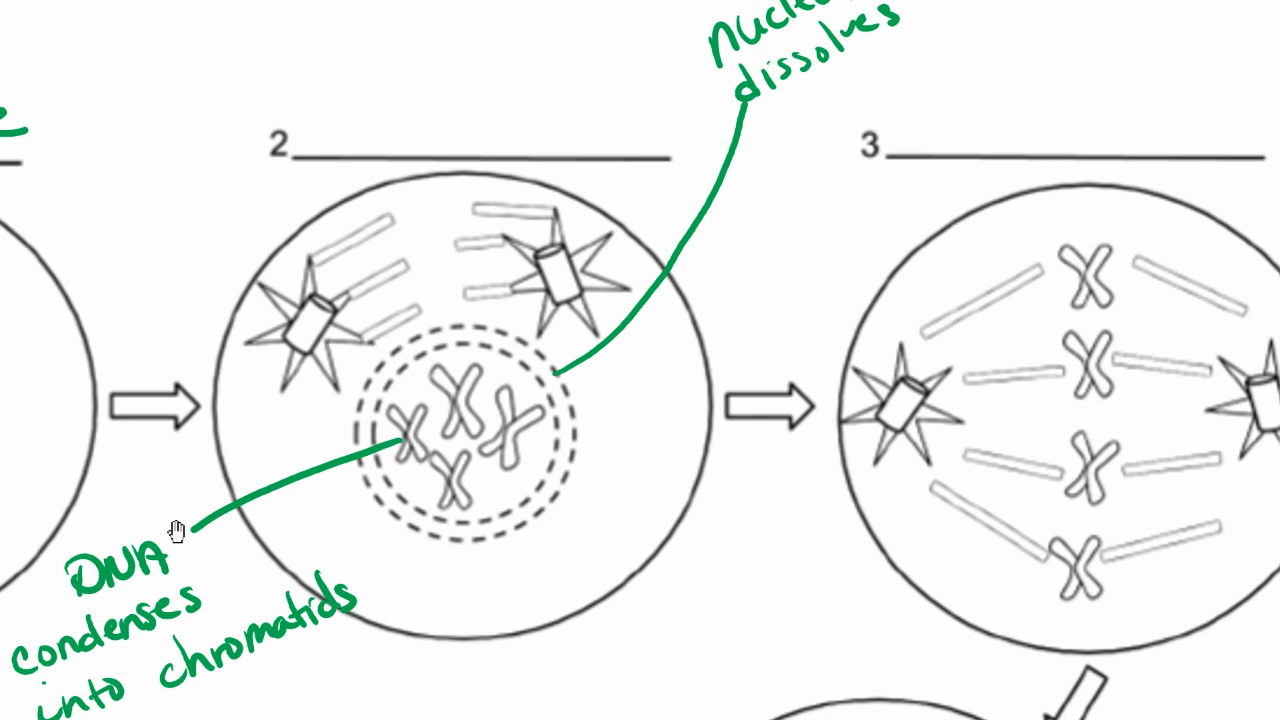 dissolves
2
3
DNA
condenses
into chromatids